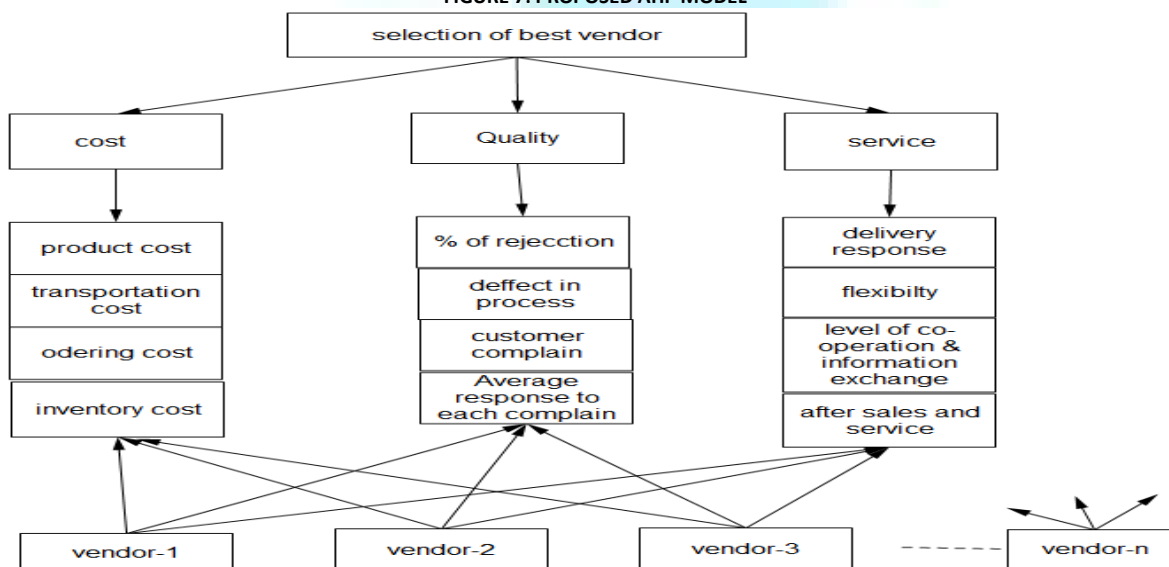 FIGURE 7: PROPOSED AHP MODEL
selection of best vendor
cost
Quality
service
product cost
transportation
cost
odering cost
inventory cost
% of rejecction
deffect in
process
customer
complain
Average
response to
each complain
delivery
response
flexibilty
level of co-
operation &
information
exchange
after sales and
service
vendor-1
vendor-2
vendor-3
vendor-n